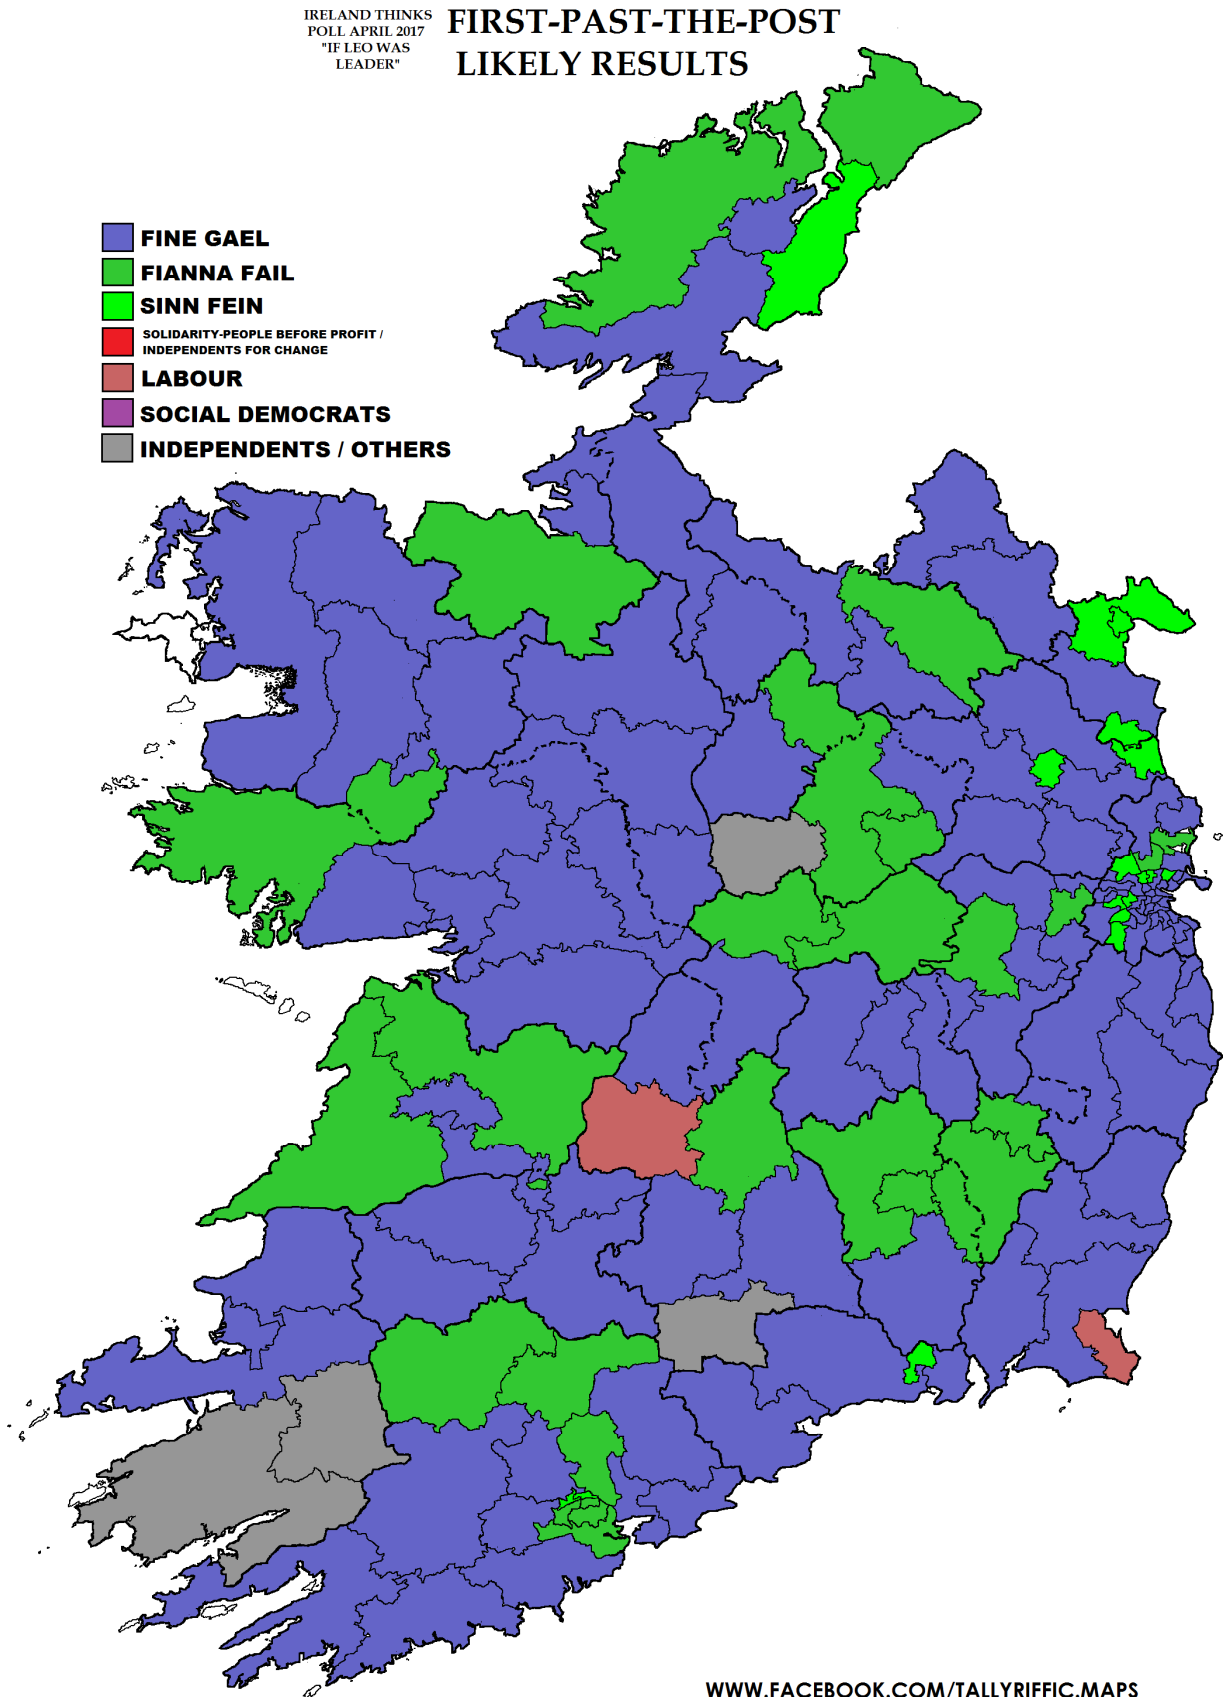 IRELAND THINKS
POLL APRIL 2017
"IF LEO WAS
LEADER"
FIRST-PAST-THE-POST
LIKELY RESULTS
FINE GAEL
FIANNA FAIL
SINN FEIN
SOLIDARITY-PEOPLE BEFORE PROFIT /
INDEPENDENTS FOR CHANGE
LABOUR
SOCIAL DEMOCRATS
INDEPENDENTS / OTHERS
WWW.FACEBOOK.COM/TALLYRIFFIC.MAPS